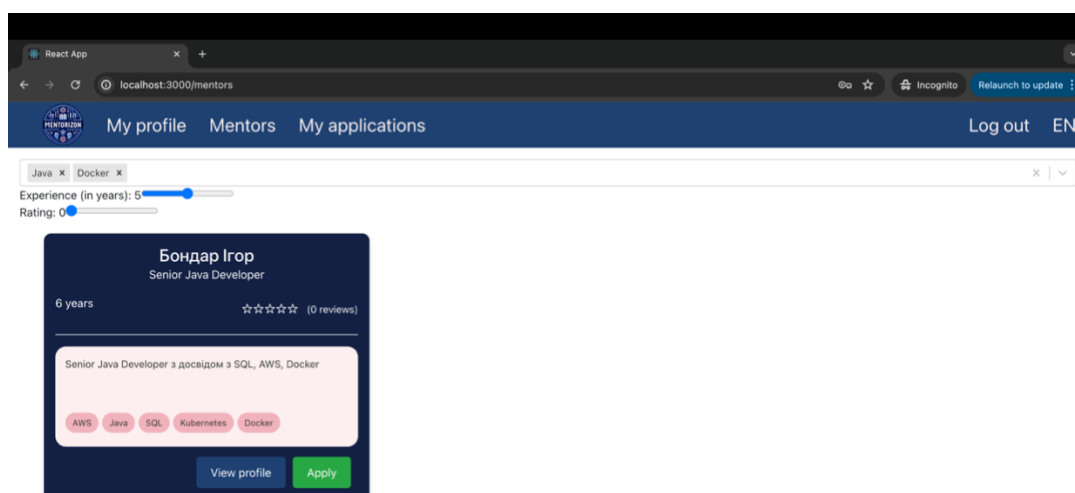 React App
localhost:3000/mentors
Incognito
Relaunch to update
MENTORIZON
My profile Mentors My applications
Log out EN
Java Docker
Experience (in years): 5
Rating: 0
Бондар Ігор
Senior Java Developer
6 years
(0 reviews)
Senior Java Developer з досвідом з SQL, AWS, Docker
AWS Java SQL Kubernetes Docker
View profile Apply